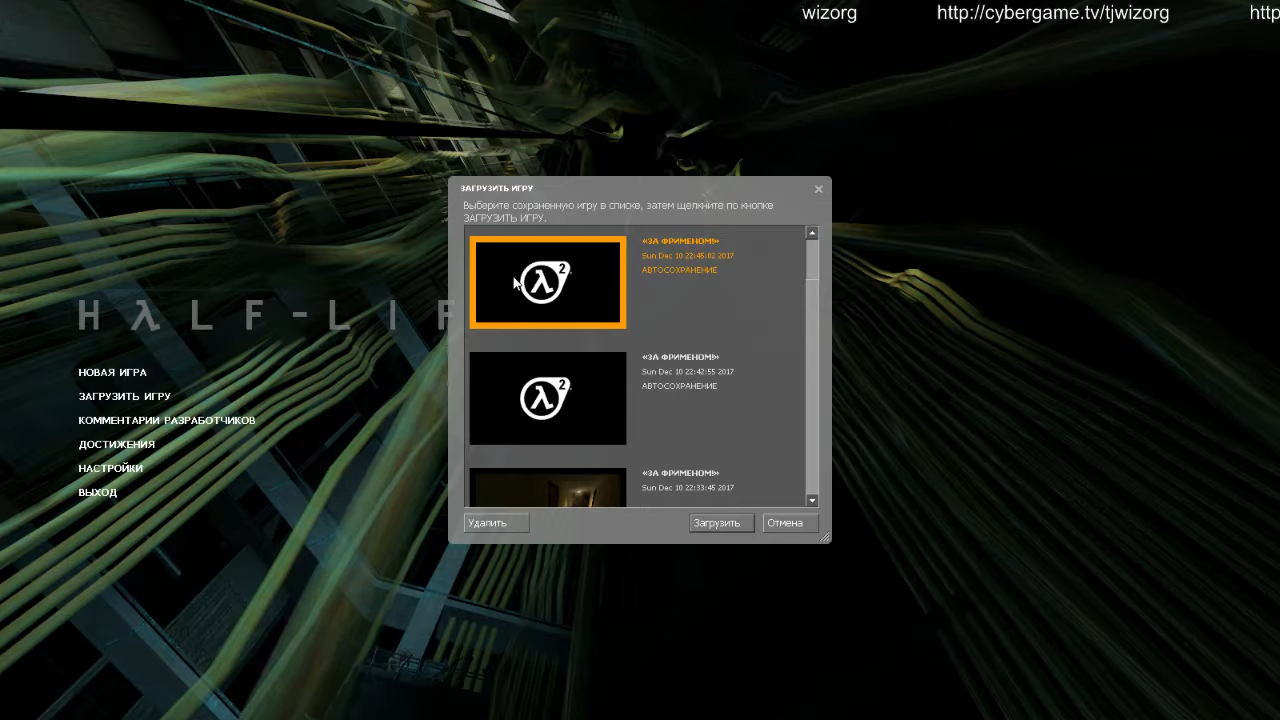 wizorg http://cybergame.tv/tjwizorg http
ЗАГРУЗИТЬ ИГРУ
Выберите сохраненную игру в списке, затем щелкните по кнопке
ЗАГРУЗИТЬ ИГРУ.
«ЗА ФРИМЕНОМ!»
Sun Dec 10 22:45:02 2017
АВТОСОХРАНЕНИЕ
«ЗА ФРИМЕНОМ!»
Sun Dec 10 22:42:55 2017
АВТОСОХРАНЕНИЕ
«ЗА ФРИМЕНОМ!»
Sun Dec 10 22:33:45 2017
Удалить Загрузить Отмена
H λ L F - L I F
НОВАЯ ИГРА
ЗАГРУЗИТЬ ИГРУ
КОММЕНТАРИИ РАЗРАБОТЧИКОВ
ДОСТИЖЕНИЯ
НАСТРОЙКИ
ВЫХОД